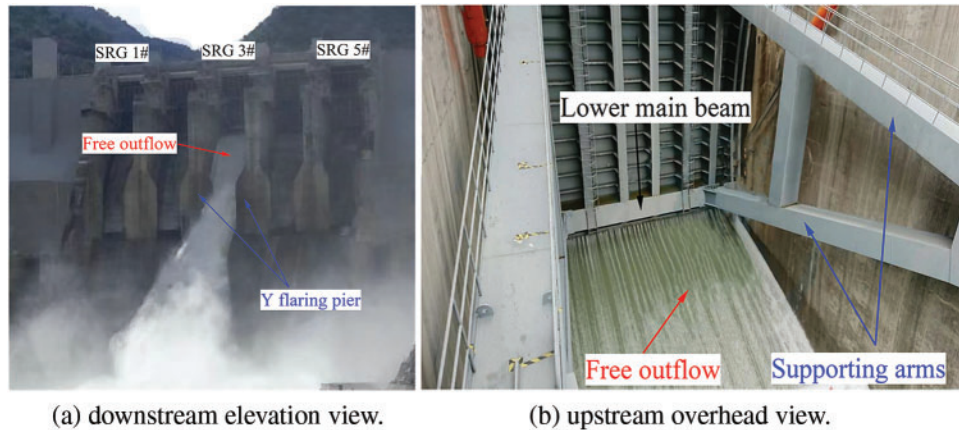 SRG 1# SRG 3# SRG 5#
Free outflow
Y flaring pier
Lower main beam
Free outflow
Supporting arms
(a) downstream elevation view.
(b) upstream overhead view.